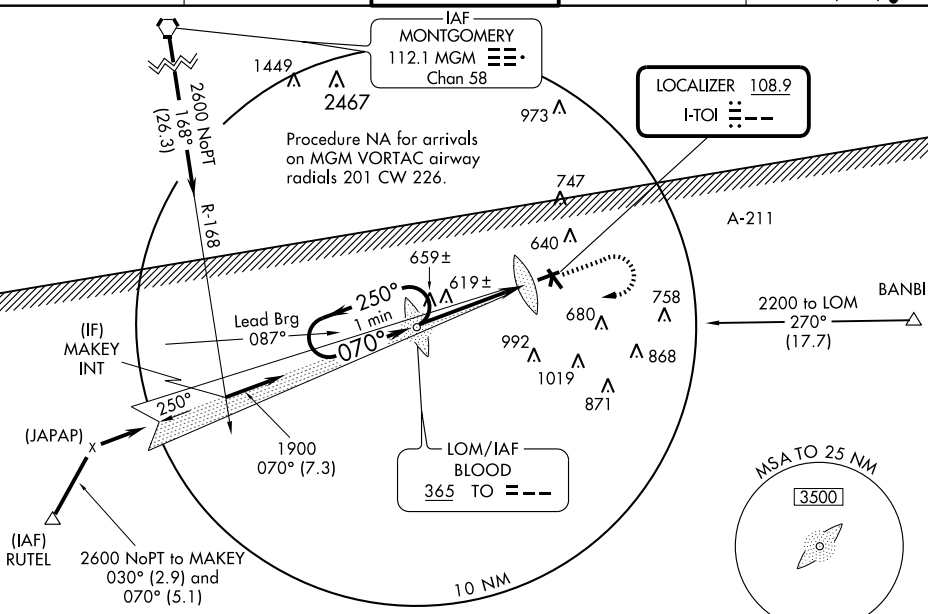 IAF
MONTGOMERY
112.1 MGM
Chan 58
1449
2467
973
LOCALIZER 108.9
I-TOI
2600 NoPT
168°
(26.3)
Procedure NA for arrivals
on MGM VORTAC airway
radials 201 CW 226.
R-168
747
A-211
640
659±
619±
250°
1 min
070°
Lead Brg
087°
(IF)
MAKEY
INT
680
758
BANBI
2200 to LOM
270°
(17.7)
992
1019
868
871
250°
(JAPAP)
X
1900
070° (7.3)
LOM/IAF
BLOOD
365 TO
(IAF)
RUTEL
2600 NoPT to MAKEY
030° (2.9) and
070° (5.1)
10 NM
MSA TO 25 NM
3500